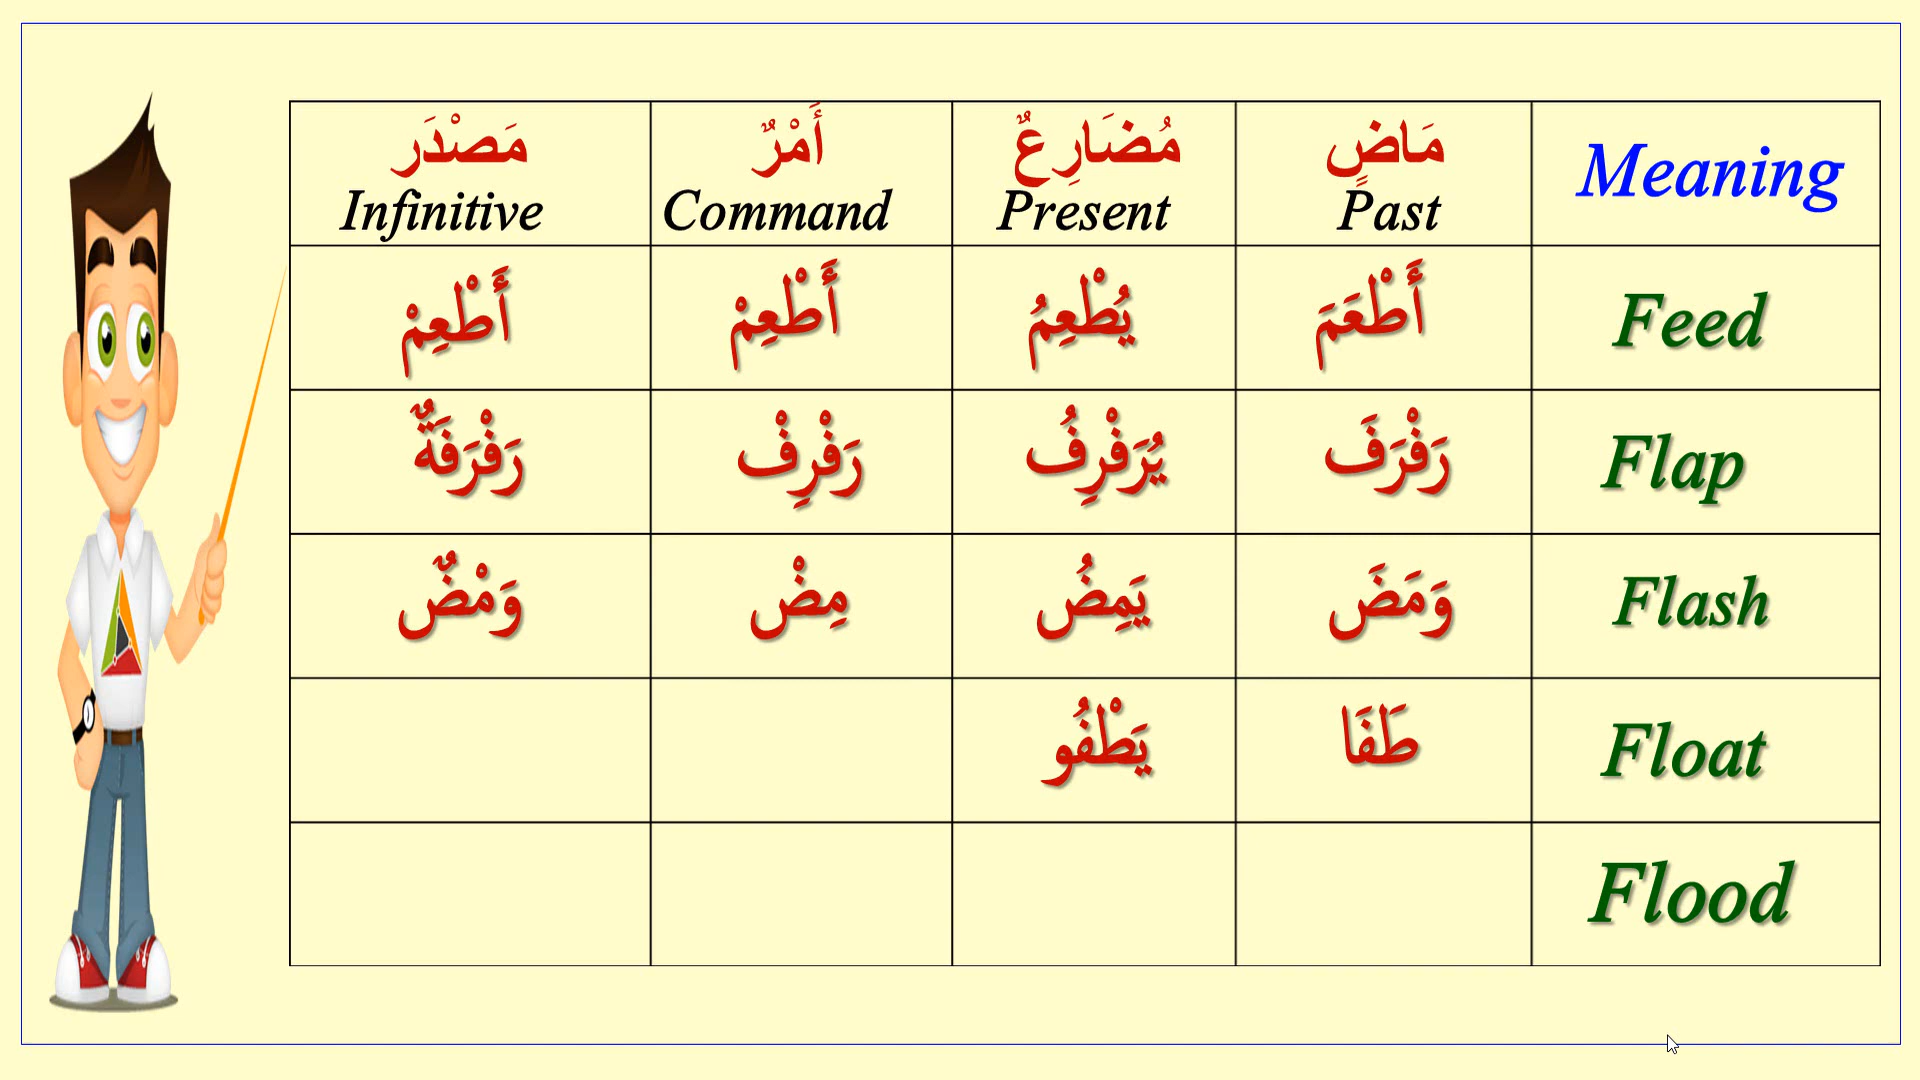 Meaning مَاضٍ مُضَارِعٌ أَمْرٌ مَصْدَر
Past Present Command Infinitive
Feed أَطْعَمَ يُطْعِمُ أَطْعِمْ أَطْعِمْ
Flap رَفْرَفَ يُرَفْرِفُ رَفْرِفْ رَفْرَفَةٌ
Flash وَمَضَ يَمِضُ مِضْ وَمْضٌ
Float طَفَا يَطْفُو
Flood